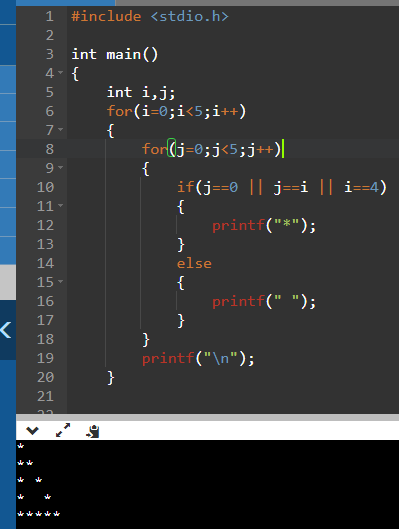 1 #include <stdio.h>
2
3 int main()
4 {
5     int i,j;
6     for(i=0;i<5;i++)
7     {
8         for(j=0;j<5;j++)
9         {
10             if(j==0 || j==i || i==4)
11             {
12                 printf("*");
13             }
14             else
15             {
16                 printf(" ");
17             }
18         }
19         printf("\n");
20     }
21
*
**
* *
*  *
*****